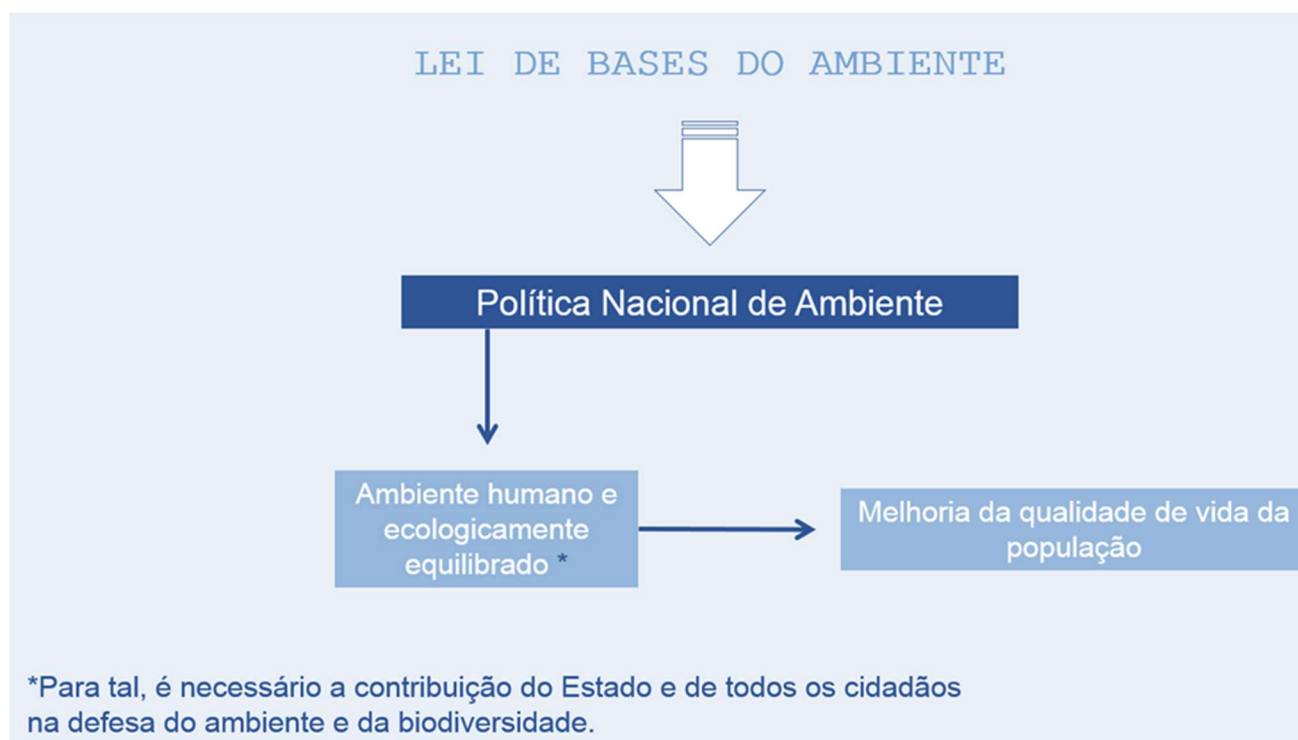 LEI DE BASES DO AMBIENTE
Política Nacional de Ambiente
Ambiente humano e
ecologicamente
equilibrado *
Melhoria da qualidade de vida da
população
*Para tal, é necessário a contribuição do Estado e de todos os cidadãos
na defesa do ambiente e da biodiversidade.